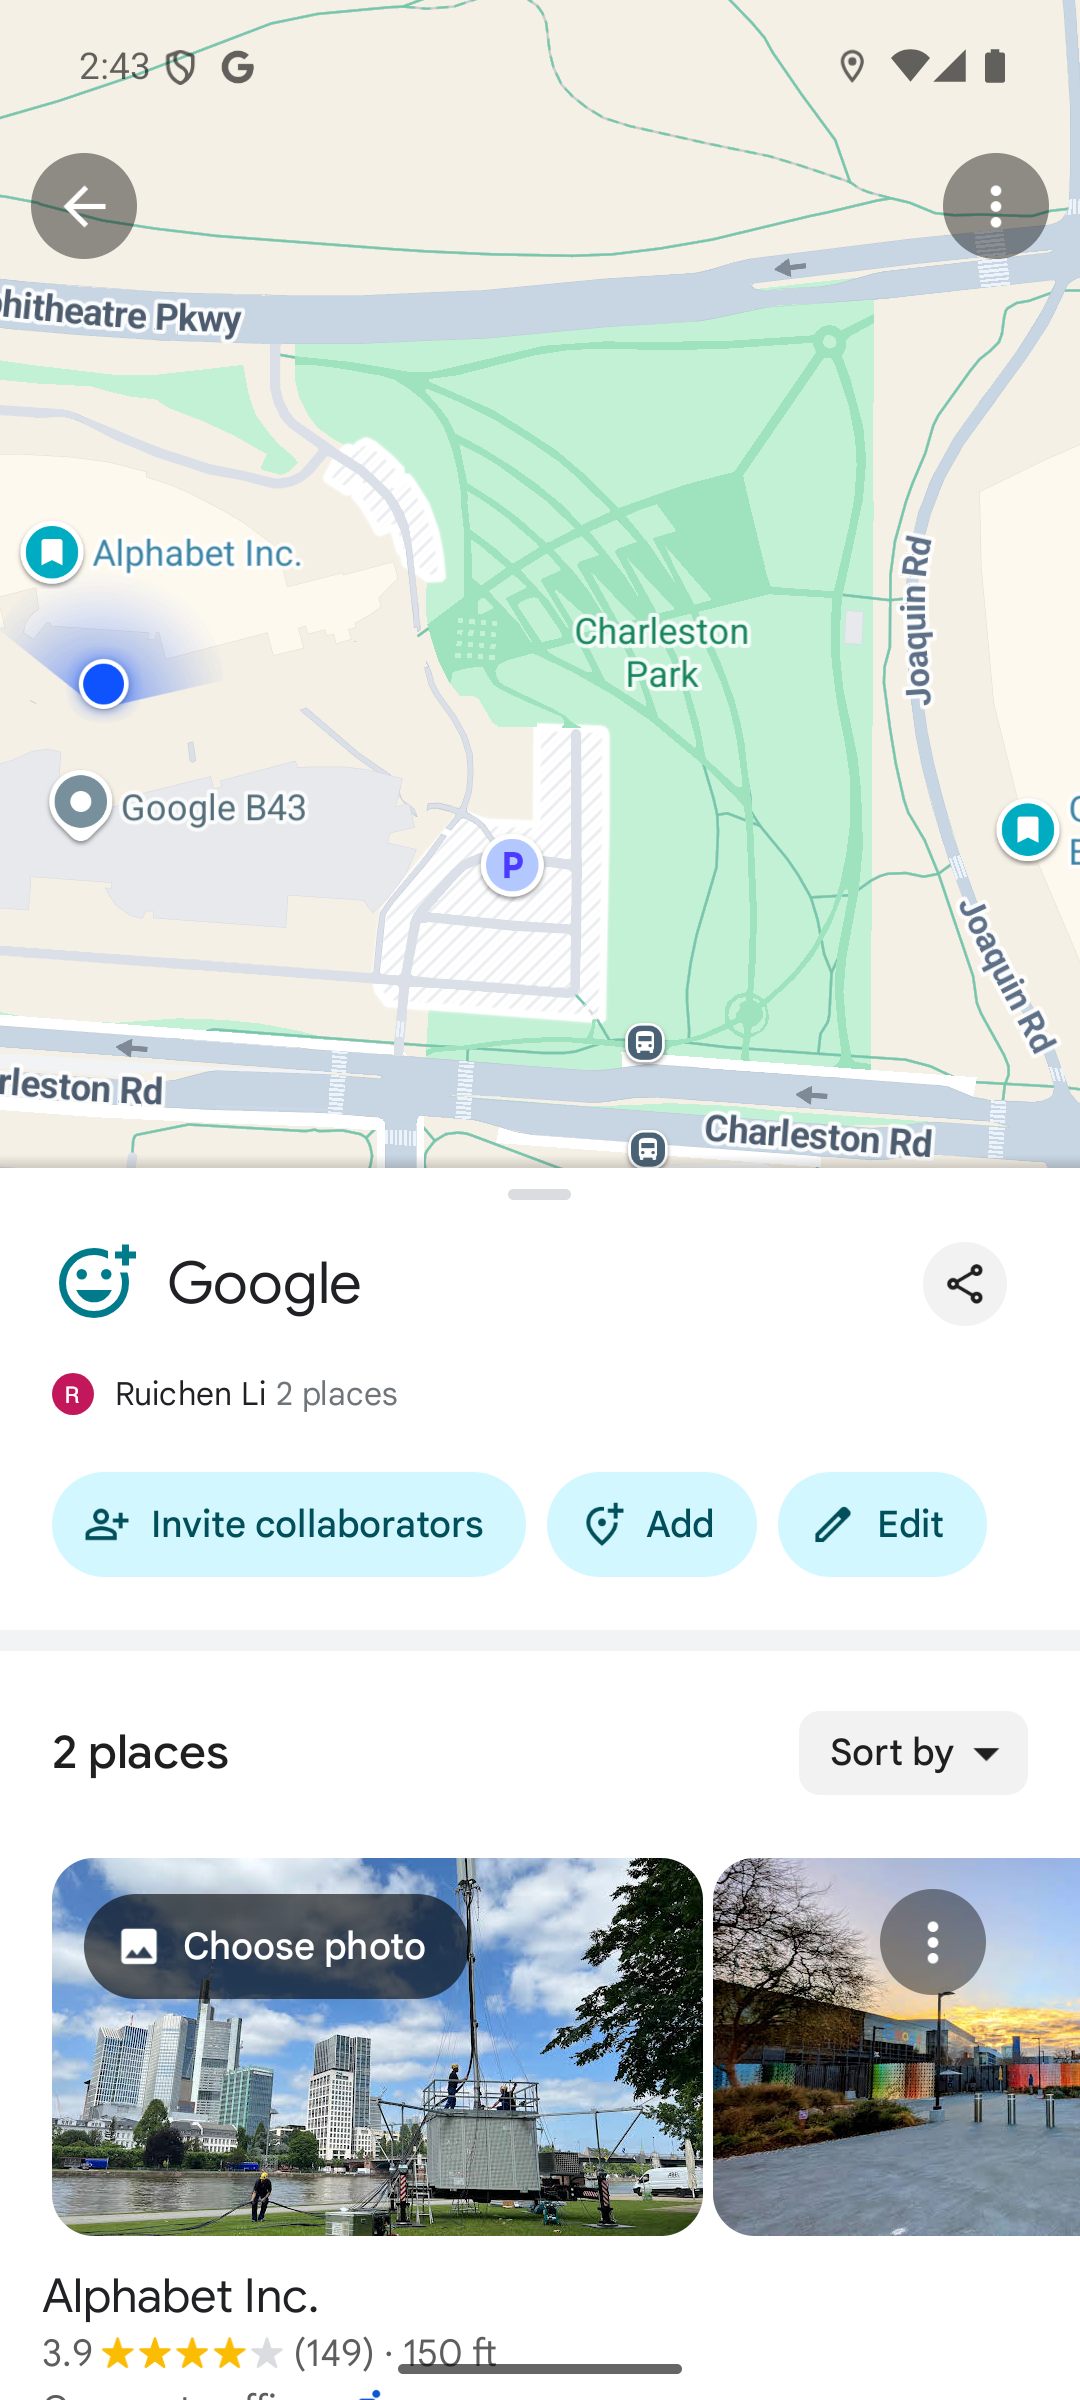 2:43
phitheatre Pkwy
Alphabet Inc.
Charleston
Park
Joaquin Rd
Google B43
P
Joaquin Rd
rleston Rd
Charleston Rd
Google
R Ruichen Li 2 places
Invite collaborators
Add
Edit
2 places
Sort by
Choose photo
Alphabet Inc.
3.9 (149) · 150 ft